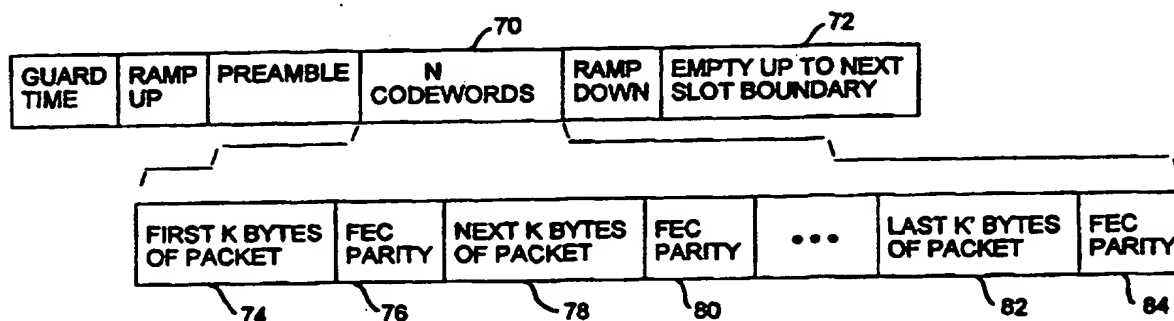 70
72
GUARD TIME
RAMP UP
PREAMBLE
N CODEWORDS
RAMP DOWN
EMPTY UP TO NEXT SLOT BOUNDARY
FIRST K BYTES OF PACKET
FEC PARITY
NEXT K BYTES OF PACKET
FEC PARITY
•••
LAST K' BYTES OF PACKET
FEC PARITY
74
76
78
80
82
84